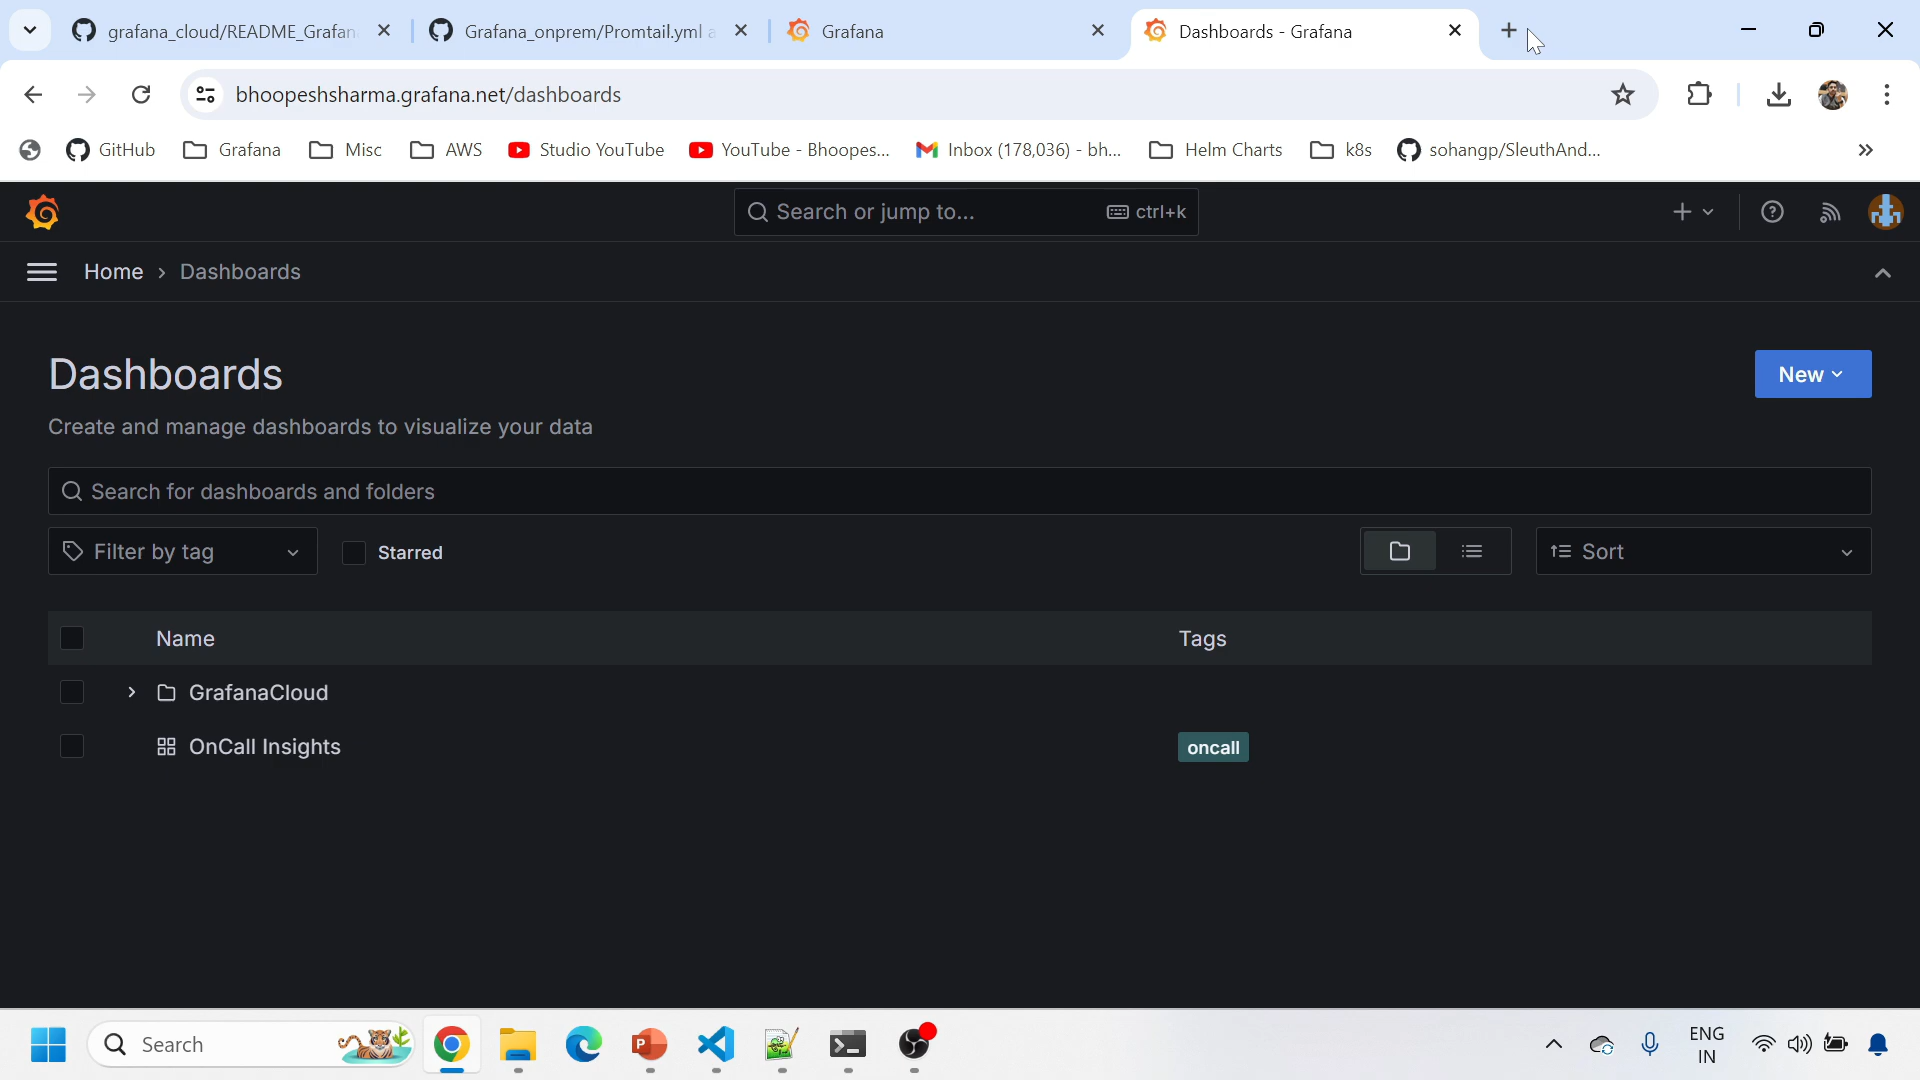 grafana_cloud/README_Grafan
Grafana_onprem/Promtail.yml a
Grafana
Dashboards - Grafana
bhoopeshsharma.grafana.net/dashboards
GitHub
Grafana
Misc
AWS
Studio YouTube
YouTube - Bhoopes...
Inbox (178,036) - bh...
Helm Charts
k8s
sohangp/SleuthAnd...
Search or jump to...
ctrl+k
Home
Dashboards
Dashboards
New
Create and manage dashboards to visualize your data
Search for dashboards and folders
Filter by tag
Starred
Sort
Name
Tags
GrafanaCloud
OnCall Insights
oncall
Search
ENG
IN